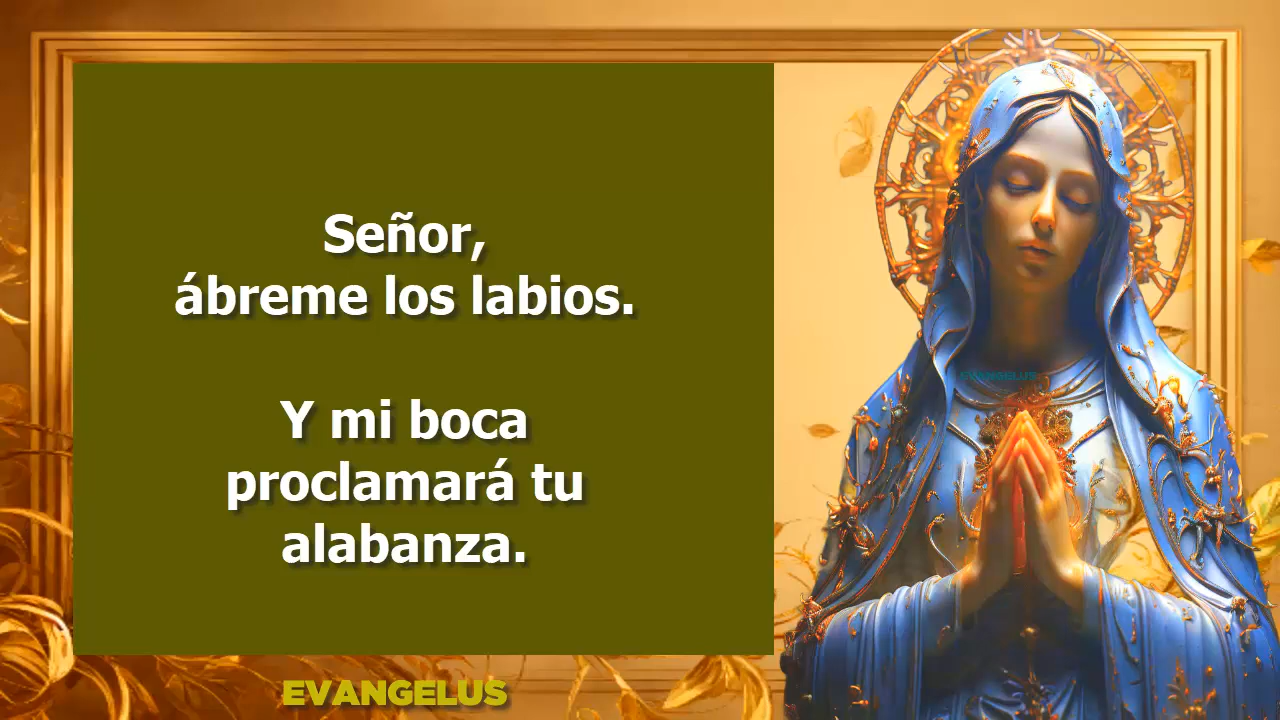 Señor,
ábreme los labios.
Y mi boca
proclamará tu
alabanza.
EVANGELUS
EVANGELUS